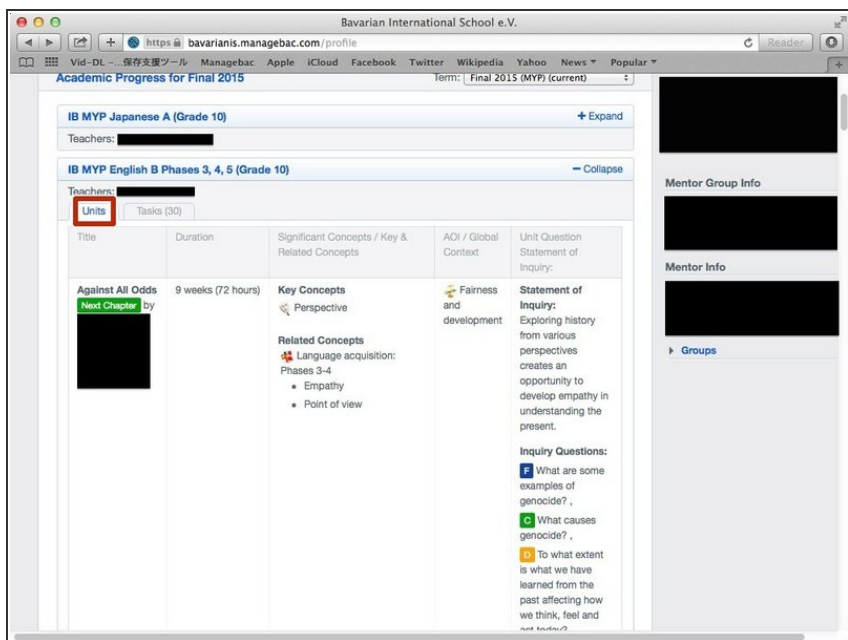 Bavarian International School e.V.
https bavarianis.managebac.com/profile
Reader
Vid-DL -...保存支援ツール Managebac Apple iCloud Facebook Twitter Wikipedia Yahoo News Popular
Academic Progress for Final 2015
Term: Final 2015 (MYP) (current)
IB MYP Japanese A (Grade 10)
+ Expand
Teachers:
IB MYP English B Phases 3, 4, 5 (Grade 10)
− Collapse
Teachers:
Units
Tasks (30)
Title
Duration
Significant Concepts / Key &
Related Concepts
AOI / Global
Context
Unit Question
Statement of
Inquiry:
Against All Odds
Next Chapter by
9 weeks (72 hours)
Key Concepts
Perspective
Related Concepts
Language acquisition:
Phases 3-4
• Empathy
• Point of view
Fairness
and
development
Statement of
Inquiry:
Exploring history
from various
perspectives
creates an
opportunity to
develop empathy in
understanding the
present.
Inquiry Questions:
F What are some
examples of
genocide? ,
C What causes
genocide? ,
D To what extent
is what we have
learned from the
past affecting how
we think, feel and
act today?
Mentor Group Info
Mentor Info
Groups